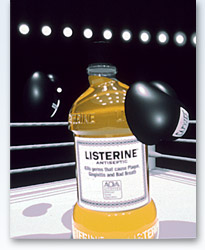 LISTERINE
ANTISEPTIC
Kills germs that cause Plaque,
Gingivitis and Bad Breath
ADA